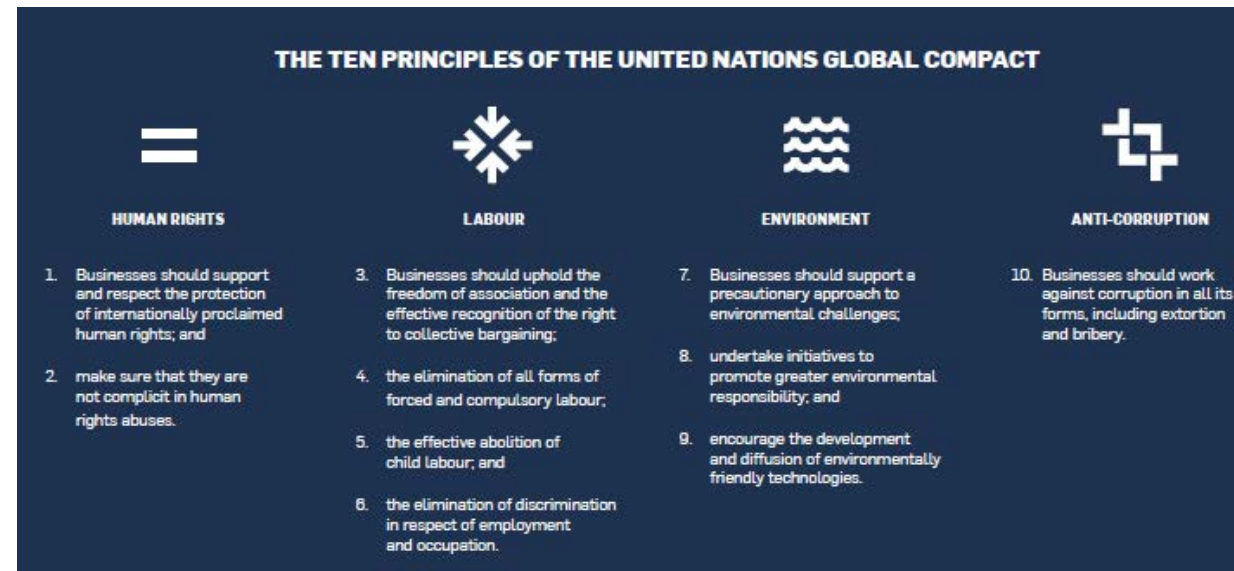 THE TEN PRINCIPLES OF THE UNITED NATIONS GLOBAL COMPACT
HUMAN RIGHTS
1. Businesses should support
and respect the protection
of internationally proclaimed
human rights; and
2. make sure that they are
not complicit in human
rights abuses.
LABOUR
3. Businesses should uphold the
freedom of association and the
effective recognition of the right
to collective bargaining;
4. the elimination of all forms of
forced and compulsory labour;
5. the effective abolition of
child labour; and
6. the elimination of discrimination
in respect of employment
and occupation.
ENVIRONMENT
7. Businesses should support a
precautionary approach to
environmental challenges;
8. undertake initiatives to
promote greater environmental
responsibility; and
9. encourage the development
and diffusion of environmentally
friendly technologies.
ANTI-CORRUPTION
10. Businesses should work
against corruption in all its
forms, including extortion
and bribery.